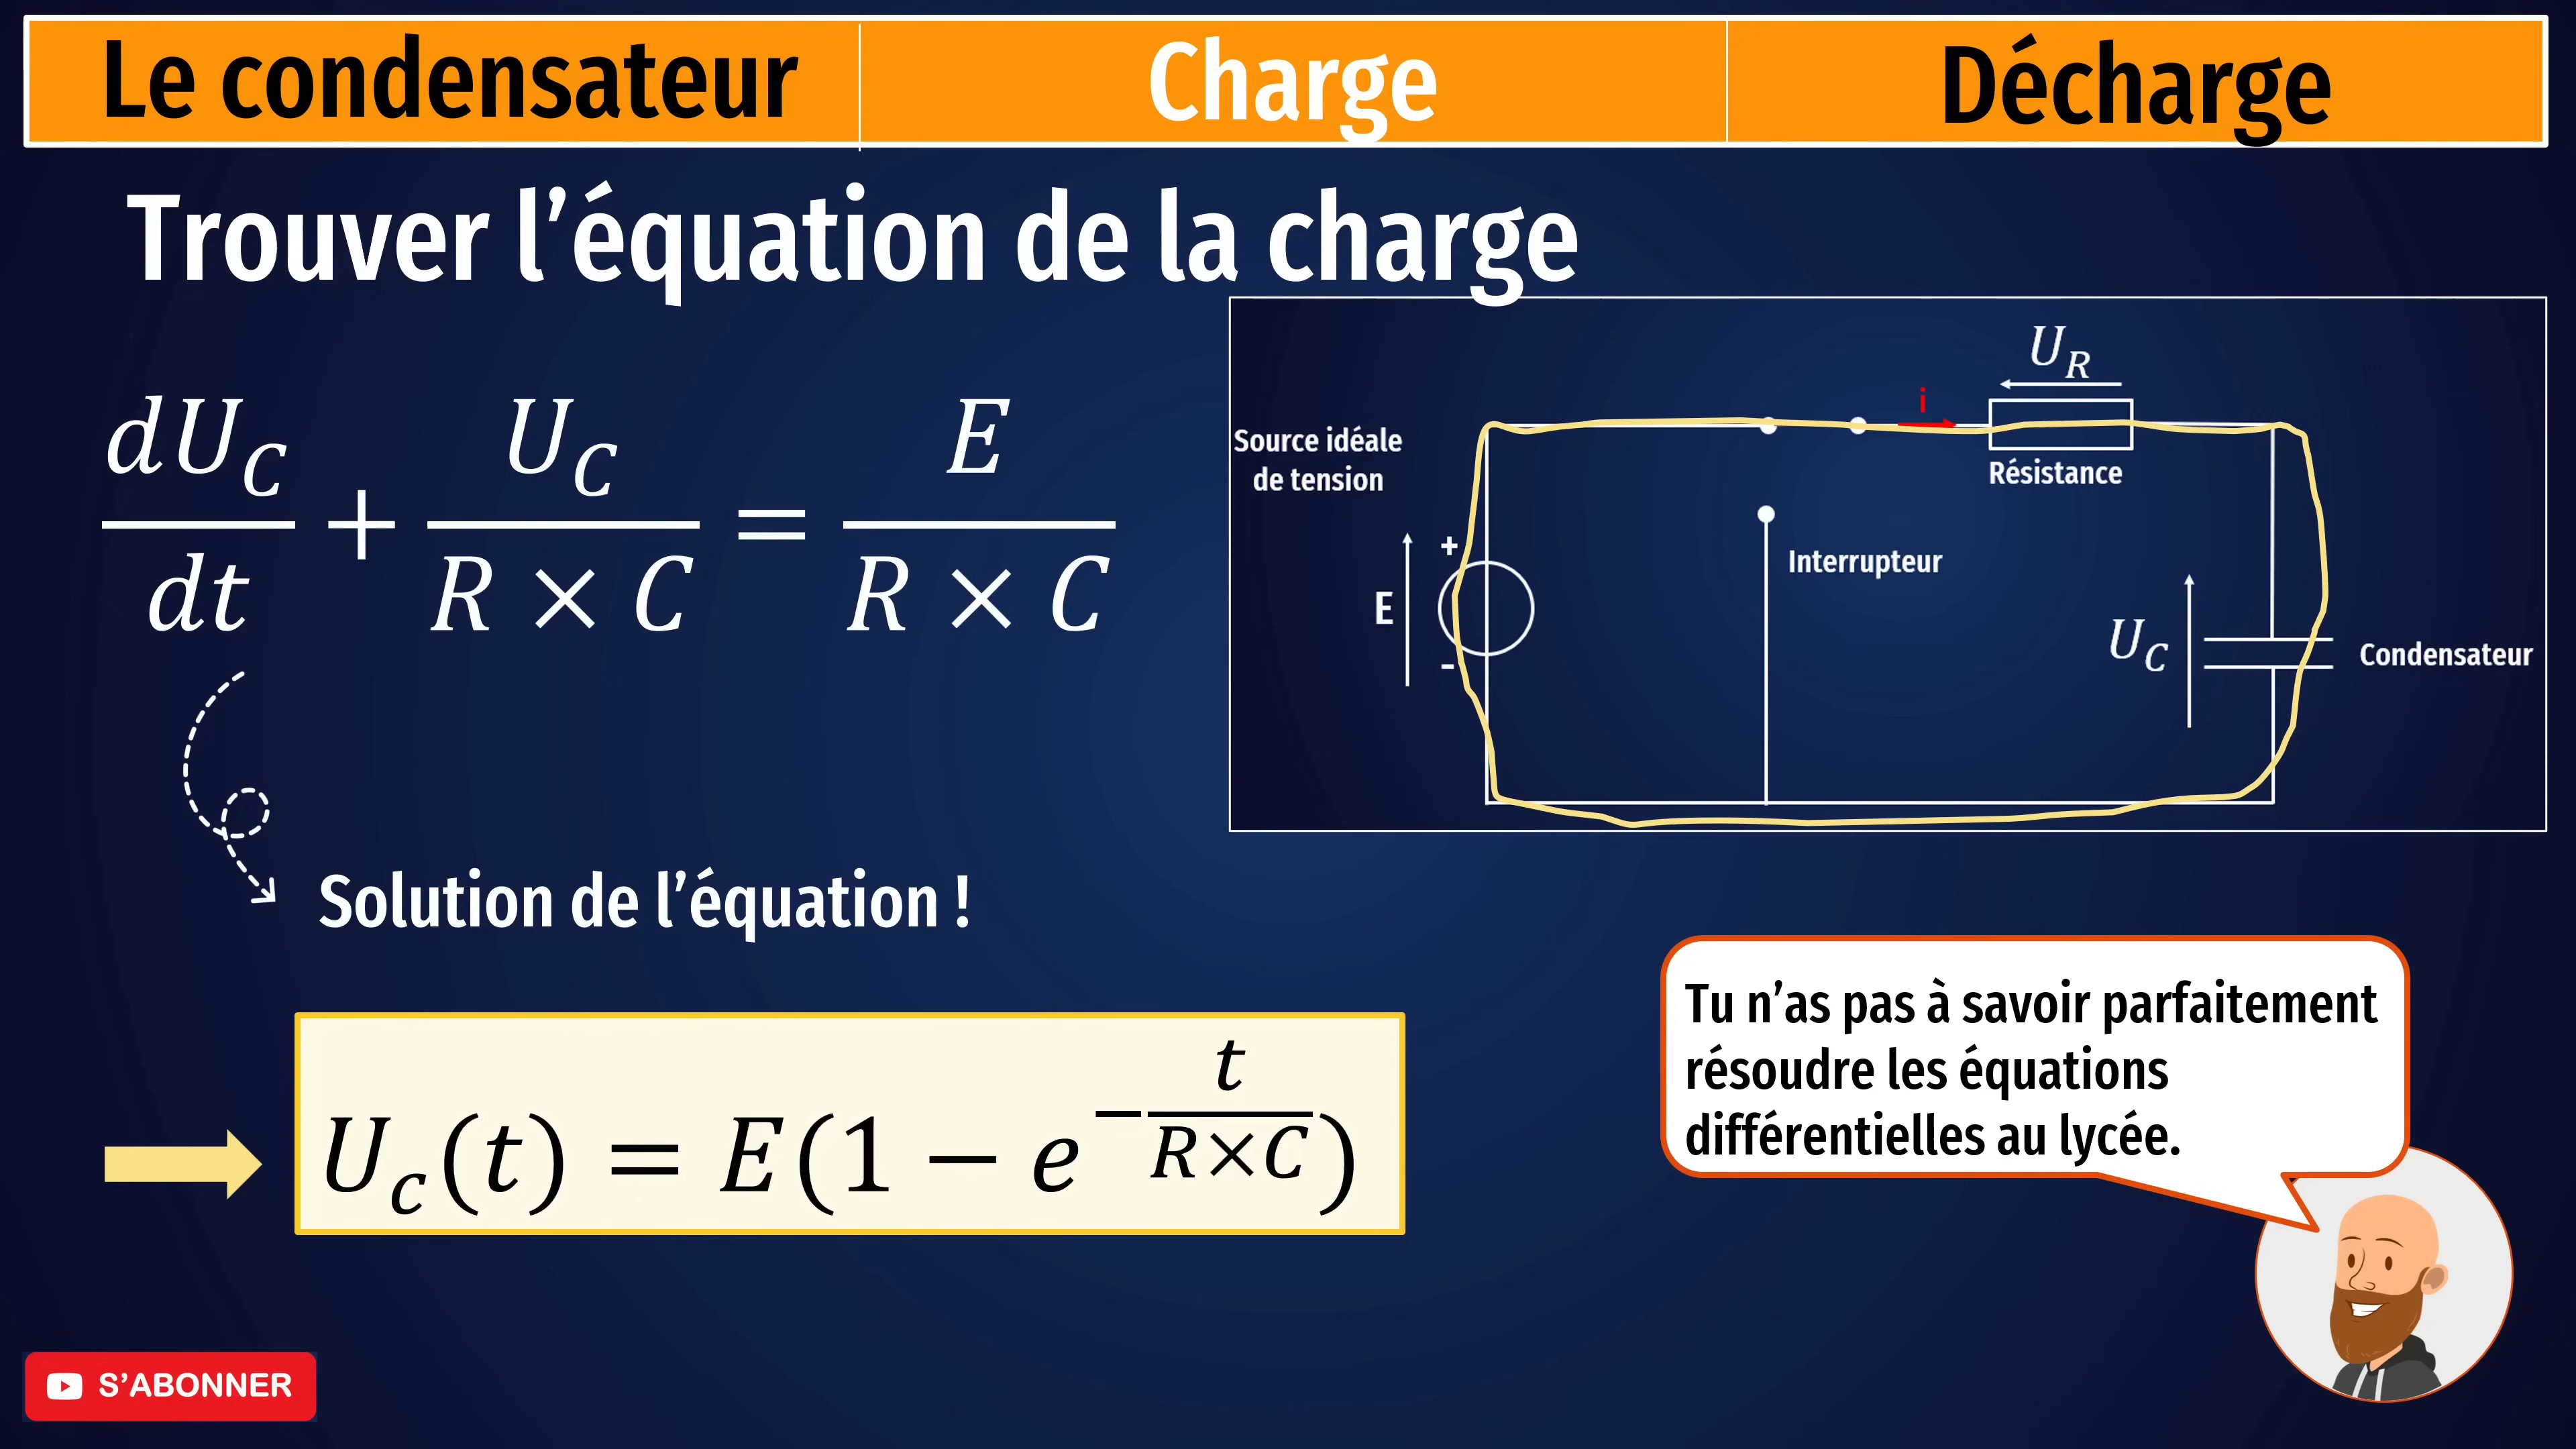 Le condensateur
Charge
Décharge
Trouver l’équation de la charge
dU_C/dt + U_C/(R × C) = E/(R × C)
U_R
i
Source idéale
de tension
Résistance
+
Interrupteur
E
-
U_C
Condensateur
Solution de l’équation !
U_c(t) = E(1 − e^(−t/(R×C)))
Tu n’as pas à savoir parfaitement
résoudre les équations
différentielles au lycée.
S’ABONNER